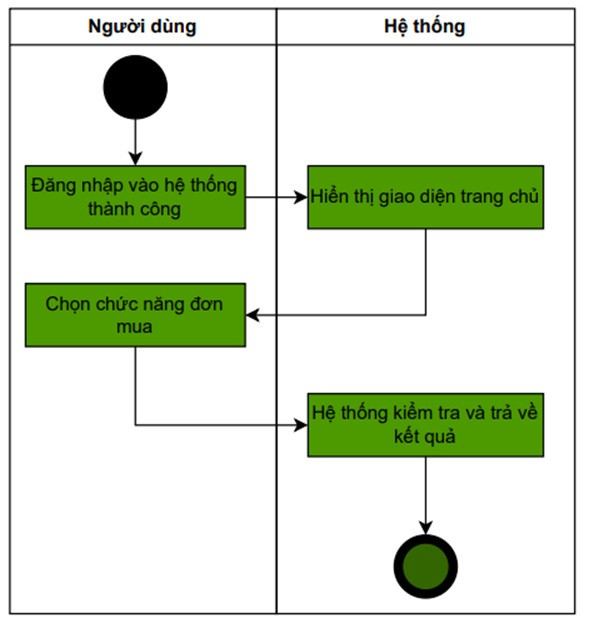 Người dùng
Hệ thống
Đăng nhập vào hệ thống
thành công
Hiển thị giao diện trang chủ
Chọn chức năng đơn
mua
Hệ thống kiểm tra và trả về
kết quả